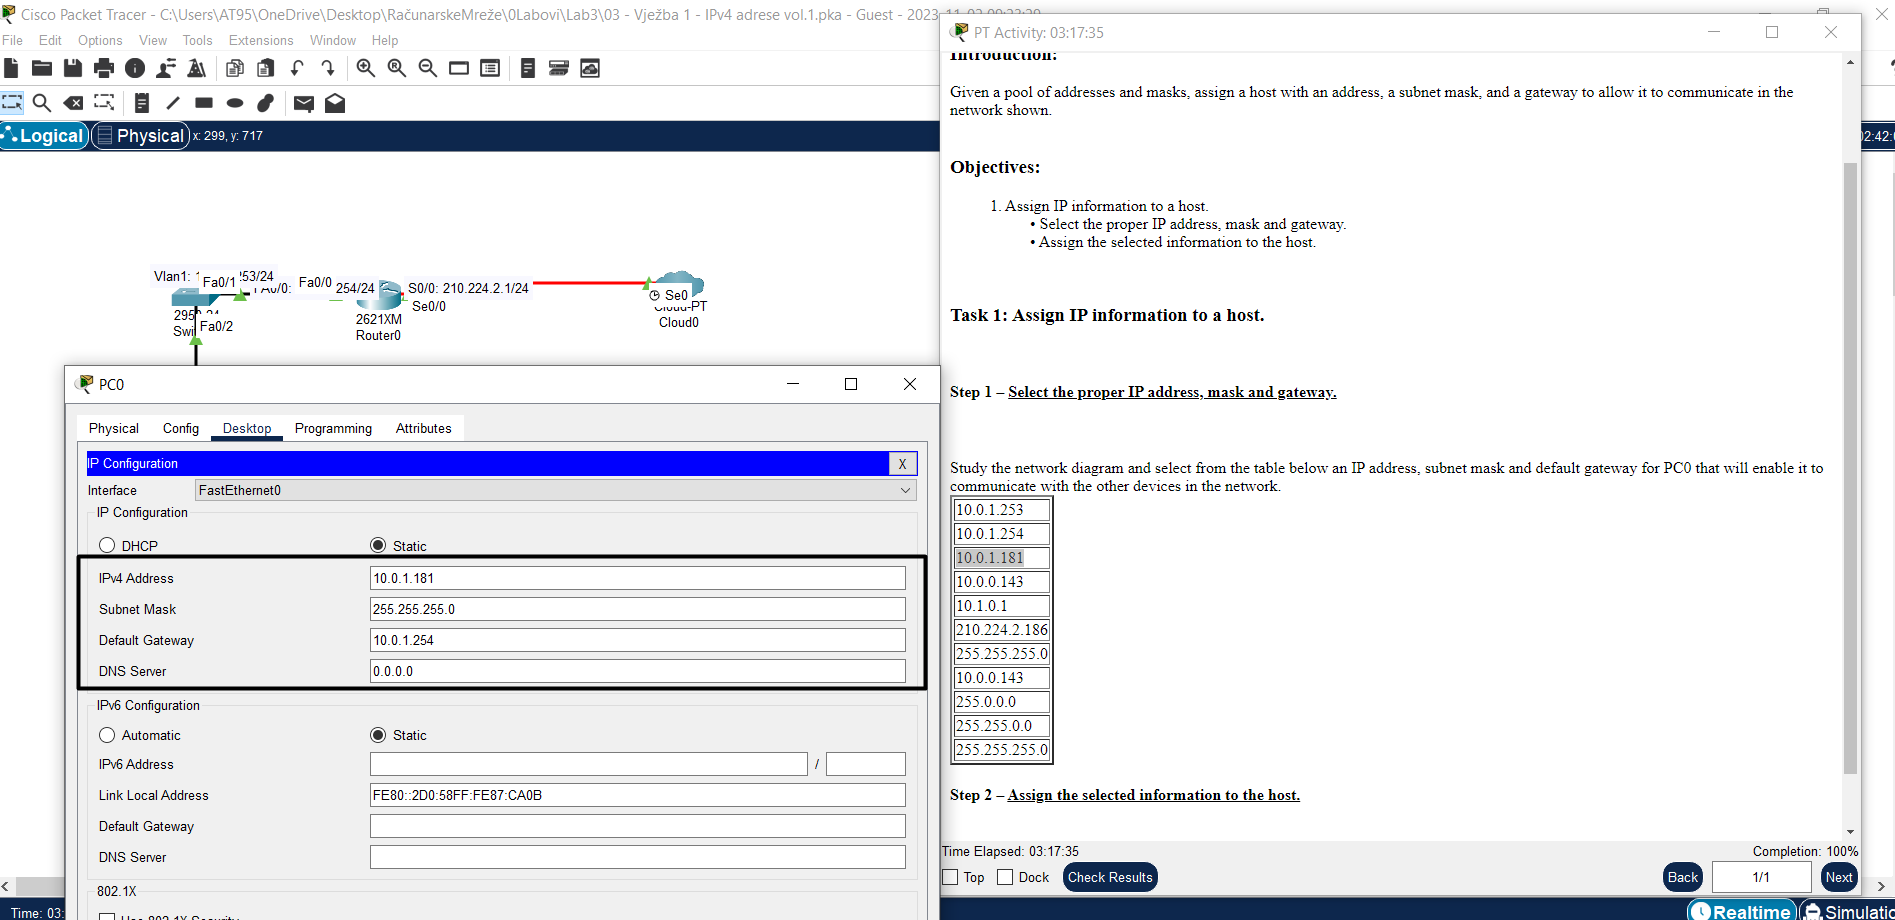 Cisco Packet Tracer - C:\Users\AT95\OneDrive\Desktop\RačunarskeMreže\0Labovi\Lab3\03 - Vježba 1 - IPv4 adrese vol.1.pka - Guest - 2023-
File Edit Options View Tools Extensions Window Help
Logical Physical x: 299, y: 717
02:42:
Vlan1: 253/24
Fa0/1
Fa0/0
254/24
S0/0: 210.224.2.1/24
Se0/0
Fa0/2
2621XM
Router0
Se0
Cloud-PT
Cloud0
PC0
Physical Config Desktop Programming Attributes
IP Configuration X
Interface FastEthernet0
IP Configuration
DHCP Static
IPv4 Address 10.0.1.181
Subnet Mask 255.255.255.0
Default Gateway 10.0.1.254
DNS Server 0.0.0.0
IPv6 Configuration
Automatic Static
IPv6 Address /
Link Local Address FE80::2D0:58FF:FE87:CA0B
Default Gateway
DNS Server
802.1X
Use 802.1X Security
Time: 03:
PT Activity: 03:17:35
Introduction:
Given a pool of addresses and masks, assign a host with an address, a subnet mask, and a gateway to allow it to communicate in the
network shown.
Objectives:
1. Assign IP information to a host.
• Select the proper IP address, mask and gateway.
• Assign the selected information to the host.
Task 1: Assign IP information to a host.
Step 1 – Select the proper IP address, mask and gateway.
Study the network diagram and select from the table below an IP address, subnet mask and default gateway for PC0 that will enable it to
communicate with the other devices in the network.
10.0.1.253
10.0.1.254
10.0.1.181
10.0.0.143
10.1.0.1
210.224.2.186
255.255.255.0
10.0.0.143
255.0.0.0
255.255.0.0
255.255.255.0
Step 2 – Assign the selected information to the host.
Time Elapsed: 03:17:35 Completion: 100%
Top Dock Check Results Back 1/1 Next
Realtime Simulatio